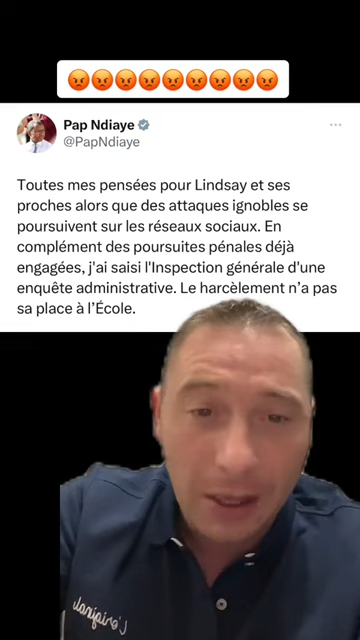 😡😡😡😡😡😡😡😡😡
Pap Ndiaye
@PapNdiaye
Toutes mes pensées pour Lindsay et ses
proches alors que des attaques ignobles se
poursuivent sur les réseaux sociaux. En
complément des poursuites pénales déjà
engagées, j'ai saisi l'Inspection générale d'une
enquête administrative. Le harcèlement n’a pas
sa place à l’École.
L'original